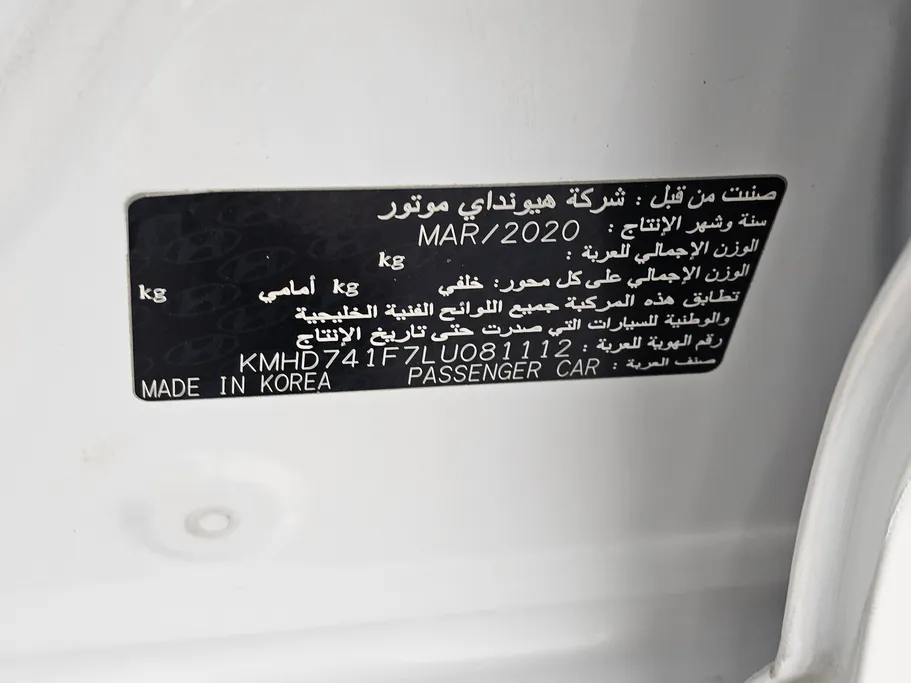 صنعت من قبل : شركة هيونداي موتور
سنة وشهر الإنتاج : MAR/2020
الوزن الإجمالي للعربة : kg
الوزن الإجمالي على كل محور: خلفي kg أمامي kg
تطابق هذه المركبة جميع اللوائح الفنية الخليجية
والوطنية للسيارات التي صدرت حتى تاريخ الإنتاج
رقم الهوية للعربة : KMHD741F7LU081112
صنف العربة : PASSENGER CAR
MADE IN KOREA